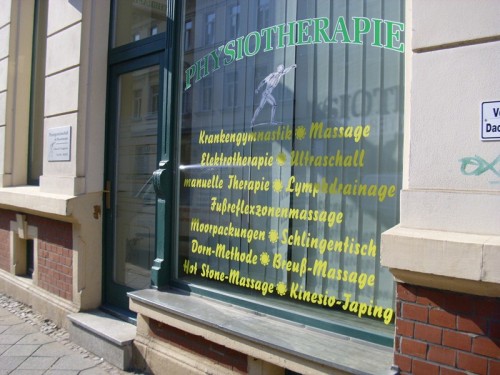 PHYSIOTHERAPIE
Krankengymnastik ✹ Massage
Elektrotherapie ✹ Ultraschall
manuelle Therapie ✹ Lymphdrainage
Fußreflexzonenmassage
Moorpackungen ✹ Schlingentisch
Dorn-Methode ✹ Breuß-Massage
Hot Stone-Massage ✹ Kinesio-Taping